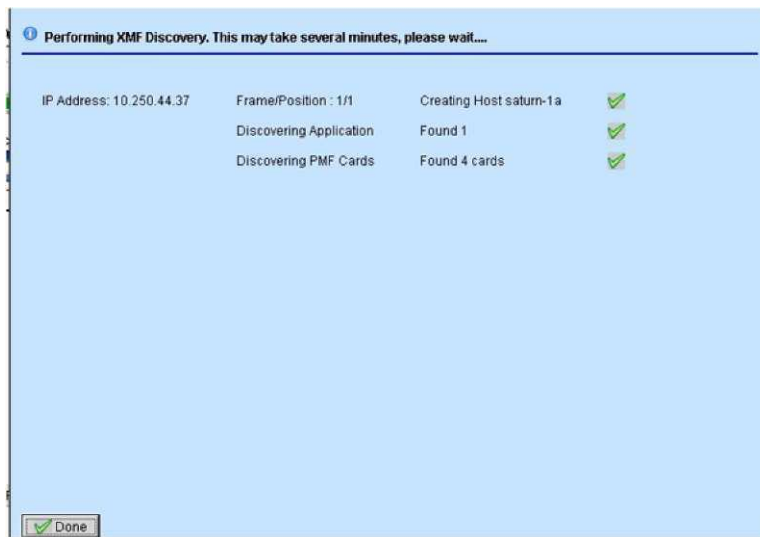 Performing XMF Discovery. This may take several minutes, please wait....
IP Address: 10.250.44.37 Frame/Position : 1/1 Creating Host saturn-1a
Discovering Application Found 1
Discovering PMF Cards Found 4 cards
Done